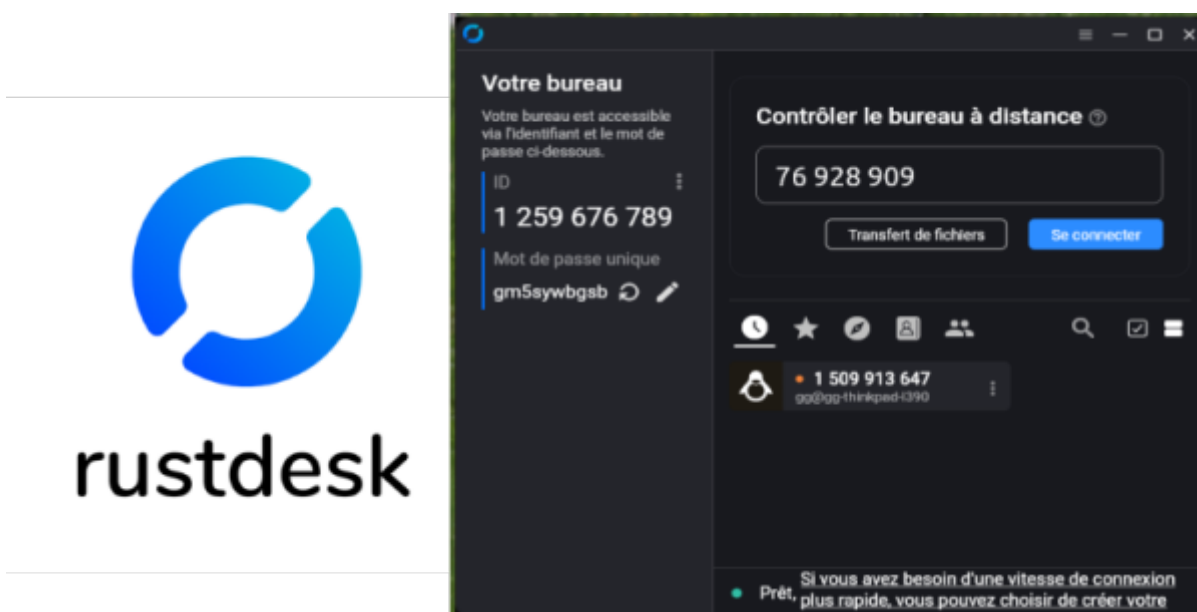 rustdesk
Votre bureau
Votre bureau est accessible
via l'identifiant et le mot de
passe ci-dessous.
ID
1 259 676 789
Mot de passe unique
gm5sywbgsb
Contrôler le bureau à distance
76 928 909
Transfert de fichiers
Se connecter
1 509 913 647
gg@gg-thinkpad-l390
Prêt,
Si vous avez besoin d'une vitesse de connexion
plus rapide, vous pouvez choisir de créer votre